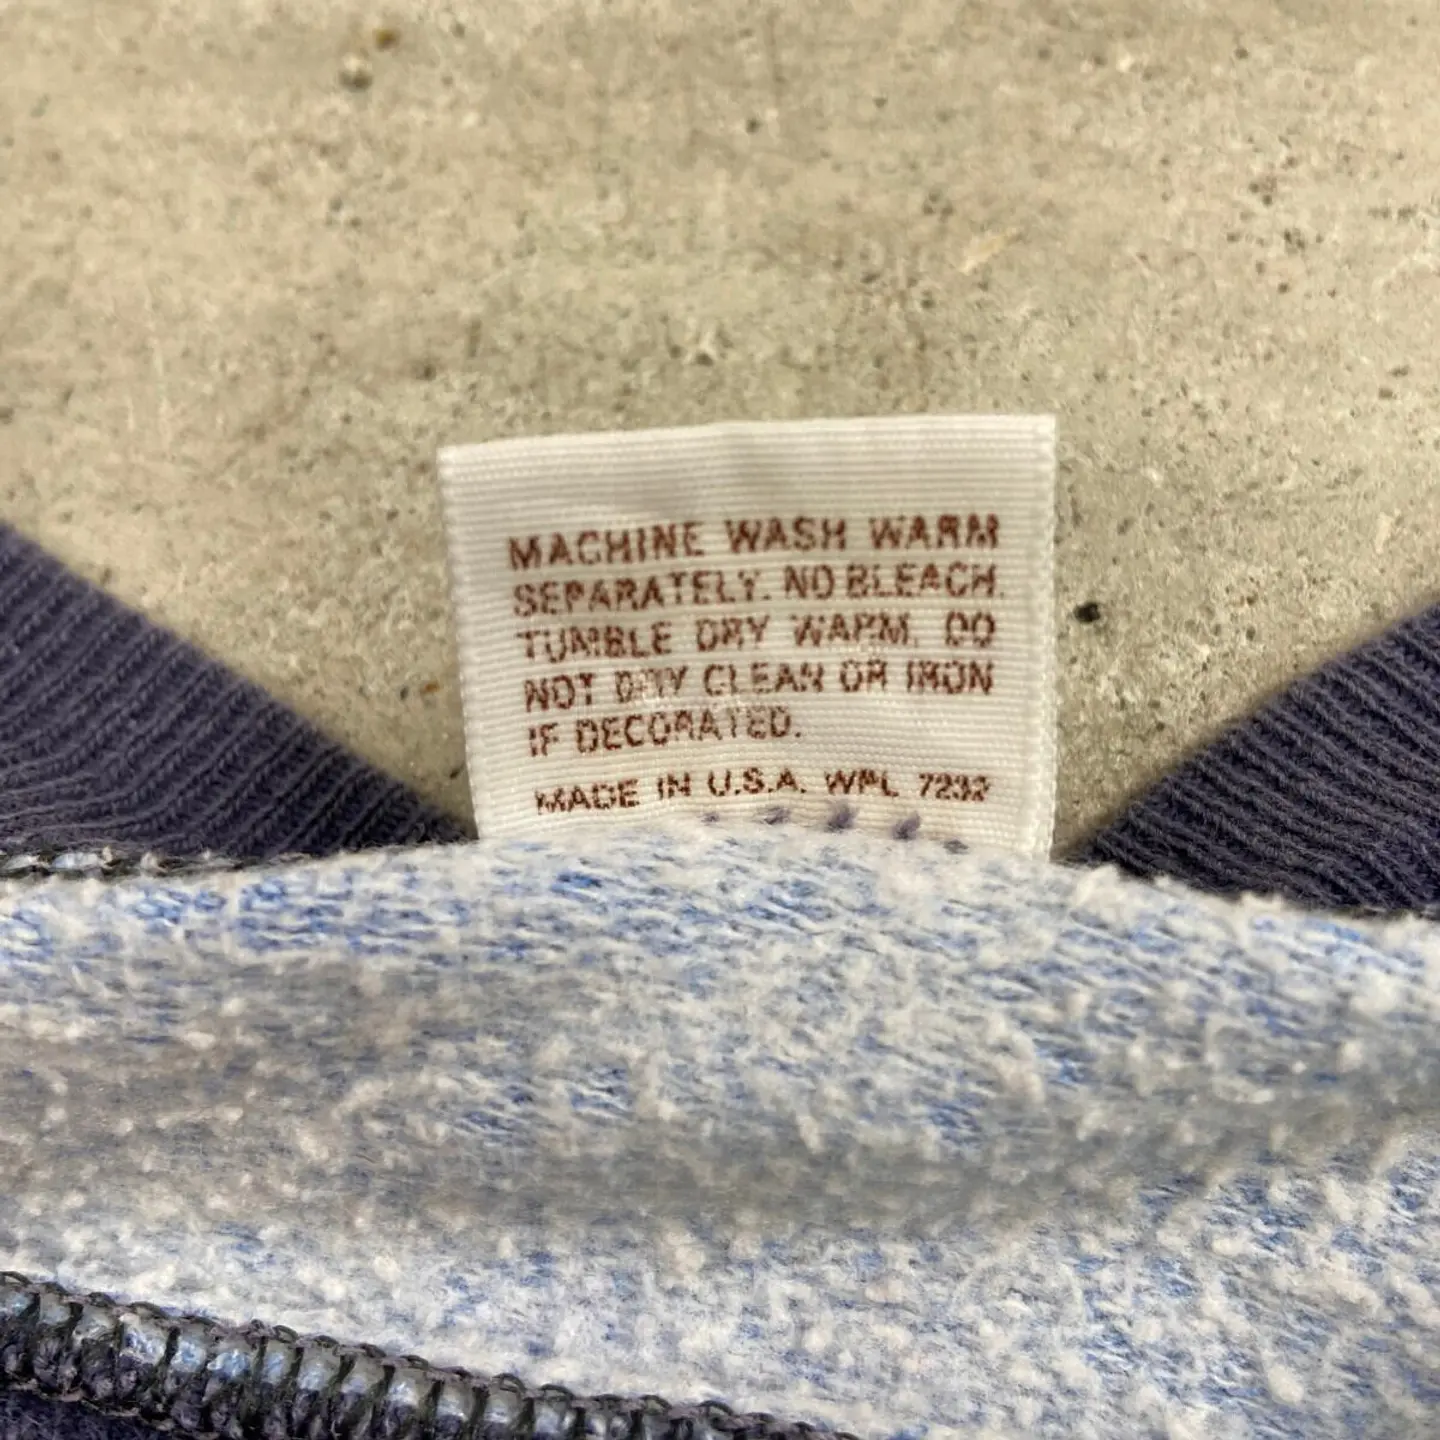 MACHINE WASH WARM
SEPARATELY. NO BLEACH.
TUMBLE DRY WARM. DO
NOT DRY CLEAN OR IRON
IF DECORATED.
MADE IN U.S.A. WPL 7232